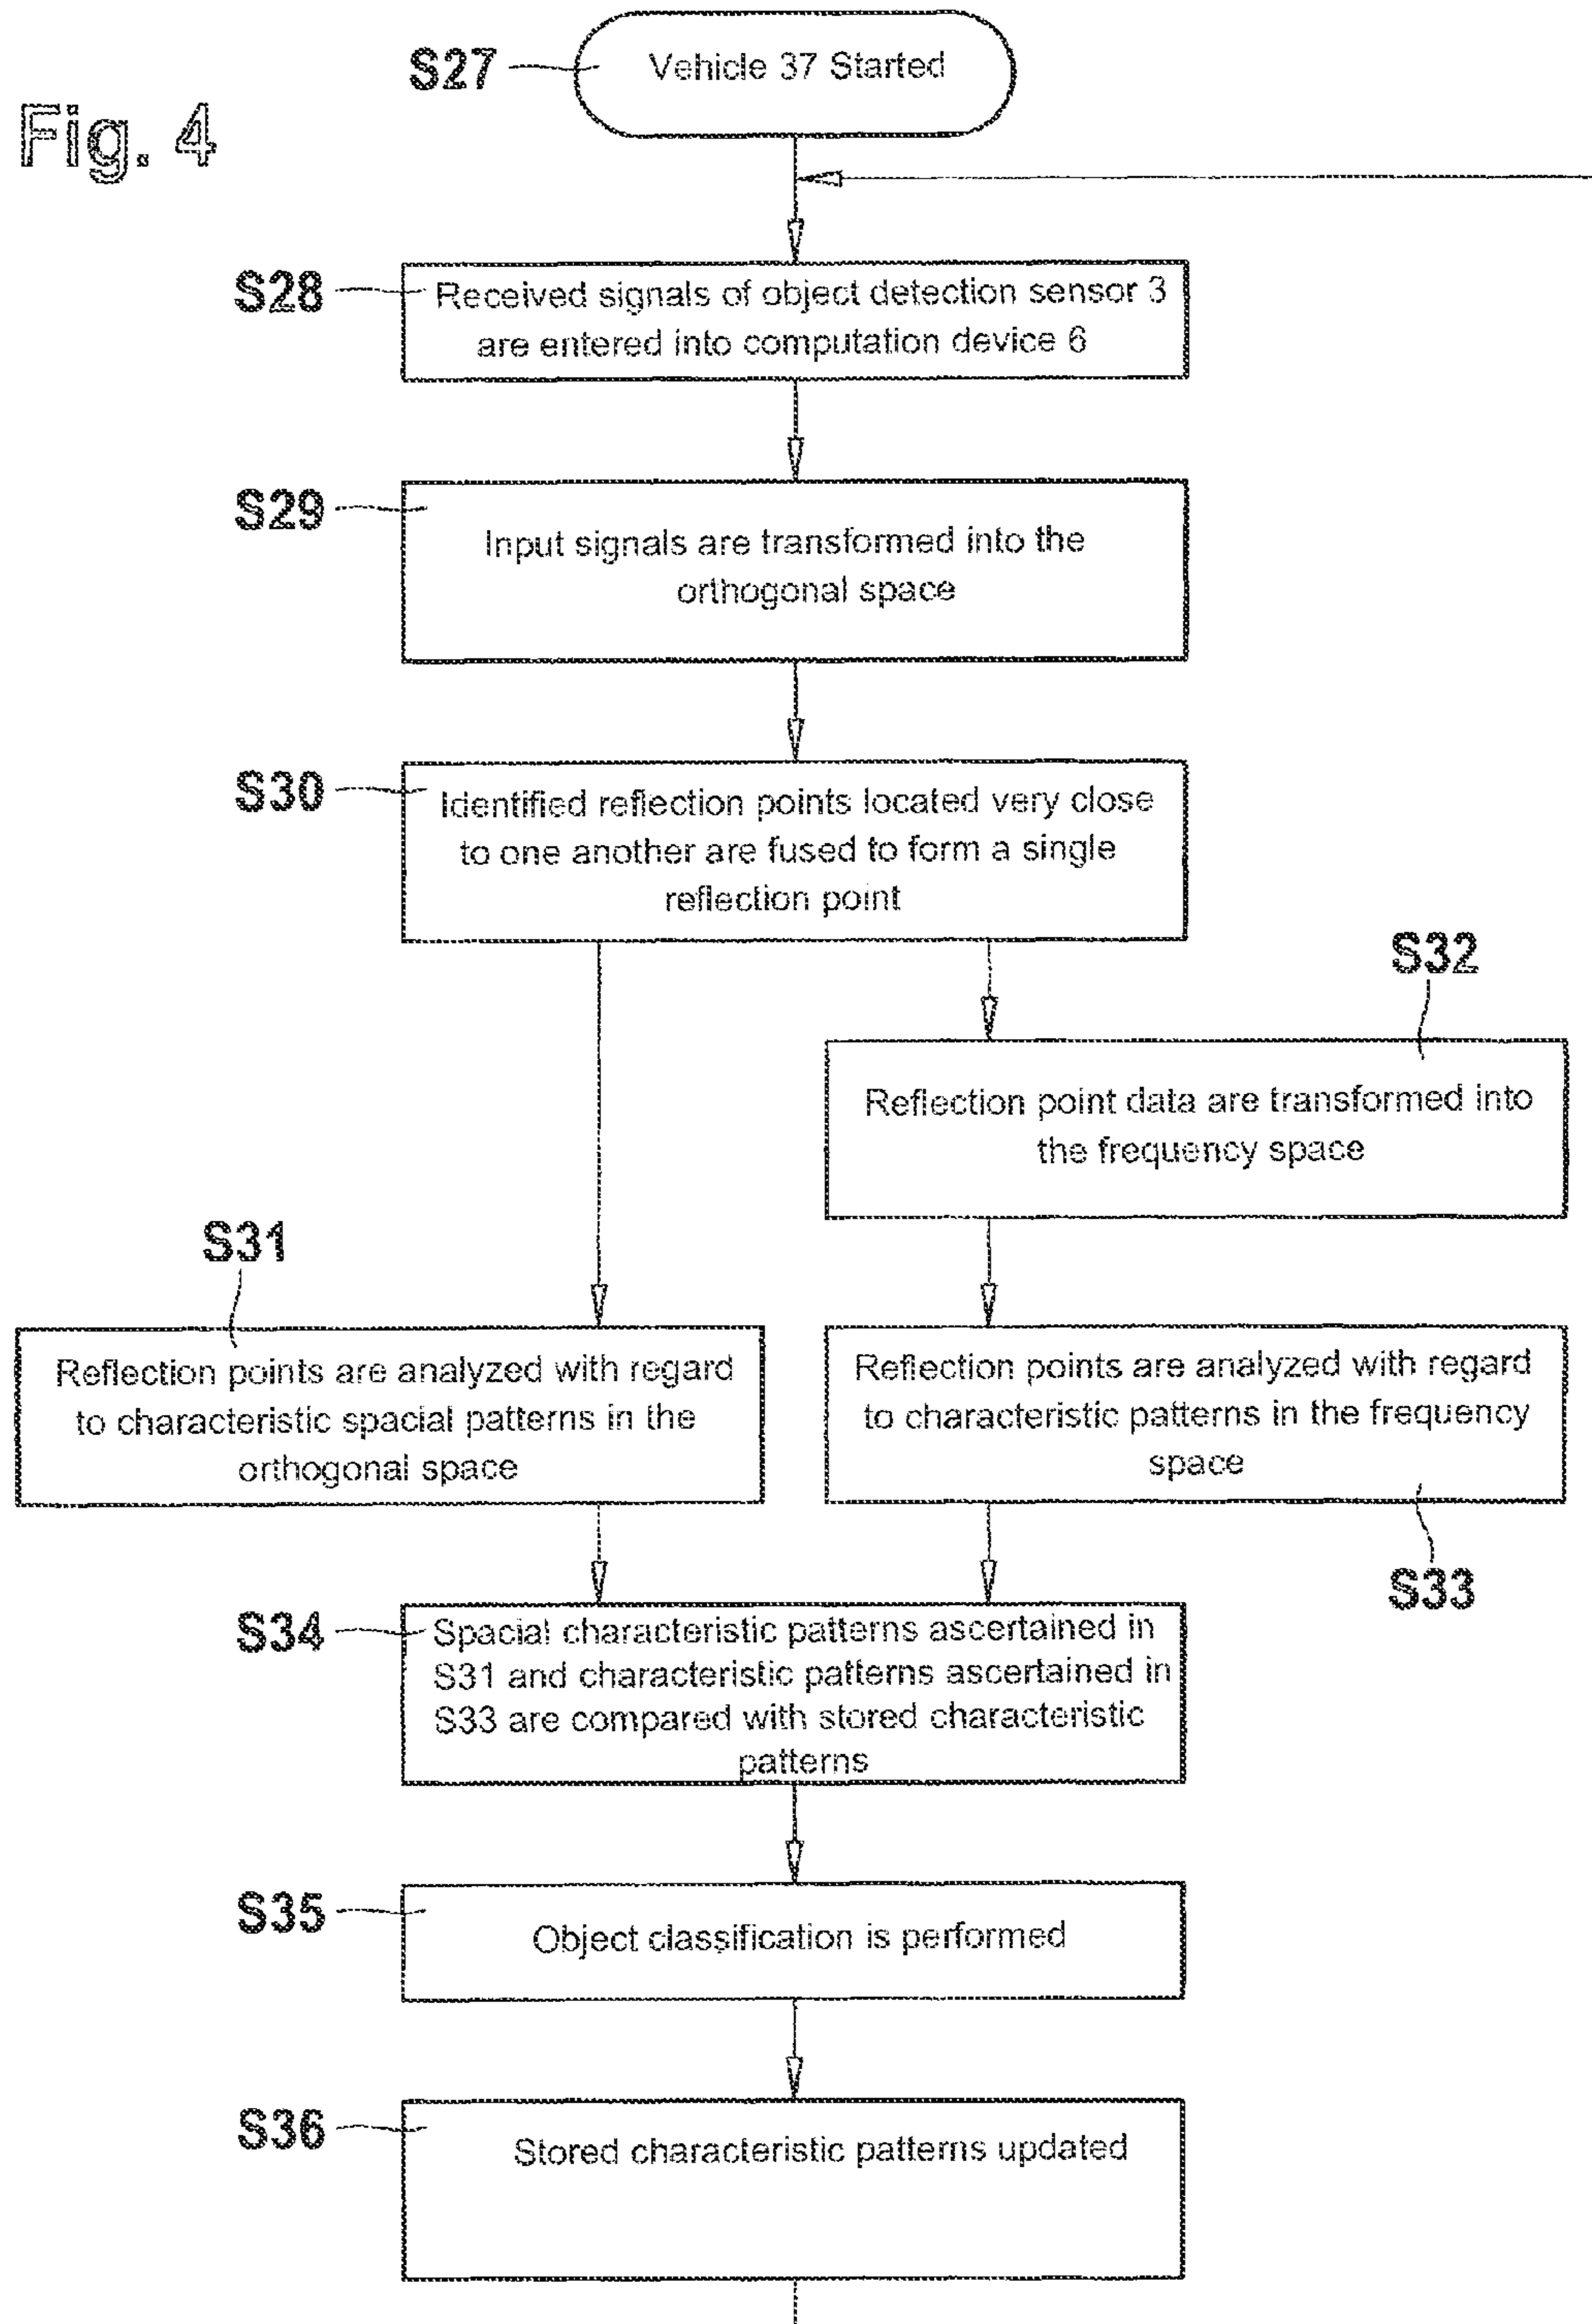 Fig. 4
S27
Vehicle 37 Started
S28
Received signals of object detection sensor 3
are entered into computation device 6
S29
Input signals are transformed into the
orthogonal space
S30
Identified reflection points located very close
to one another are fused to form a single
reflection point
S32
Reflection point data are transformed into
the frequency space
S31
Reflection points are analyzed with regard
to characteristic spacial patterns in the
orthogonal space
Reflection points are analyzed with regard
to characteristic patterns in the frequency
space
S33
S34
Spacial characteristic patterns ascertained in
S31 and characteristic patterns ascertained in
S33 are compared with stored characteristic
patterns
S35
Object classification is performed
S36
Stored characteristic patterns updated